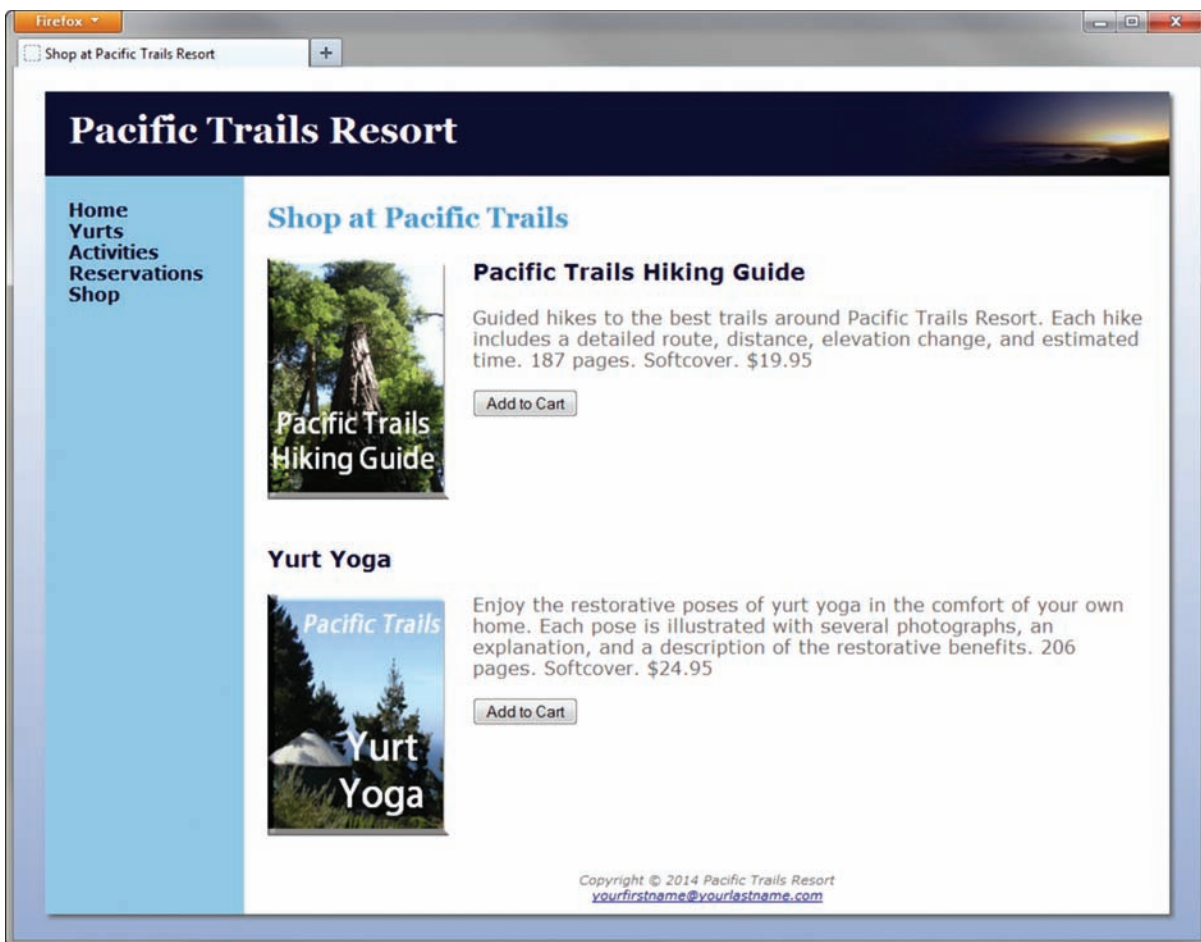 Firefox
Shop at Pacific Trails Resort
Pacific Trails Resort
Home
Yurts
Activities
Reservations
Shop
Shop at Pacific Trails
Pacific Trails
Hiking Guide
Pacific Trails Hiking Guide
Guided hikes to the best trails around Pacific Trails Resort. Each hike
includes a detailed route, distance, elevation change, and estimated
time. 187 pages. Softcover. $19.95
Add to Cart
Yurt Yoga
Pacific Trails
Yurt
Yoga
Enjoy the restorative poses of yurt yoga in the comfort of your own
home. Each pose is illustrated with several photographs, an
explanation, and a description of the restorative benefits. 206
pages. Softcover. $24.95
Add to Cart
Copyright © 2014 Pacific Trails Resort
yourfirstname@yourlastname.com